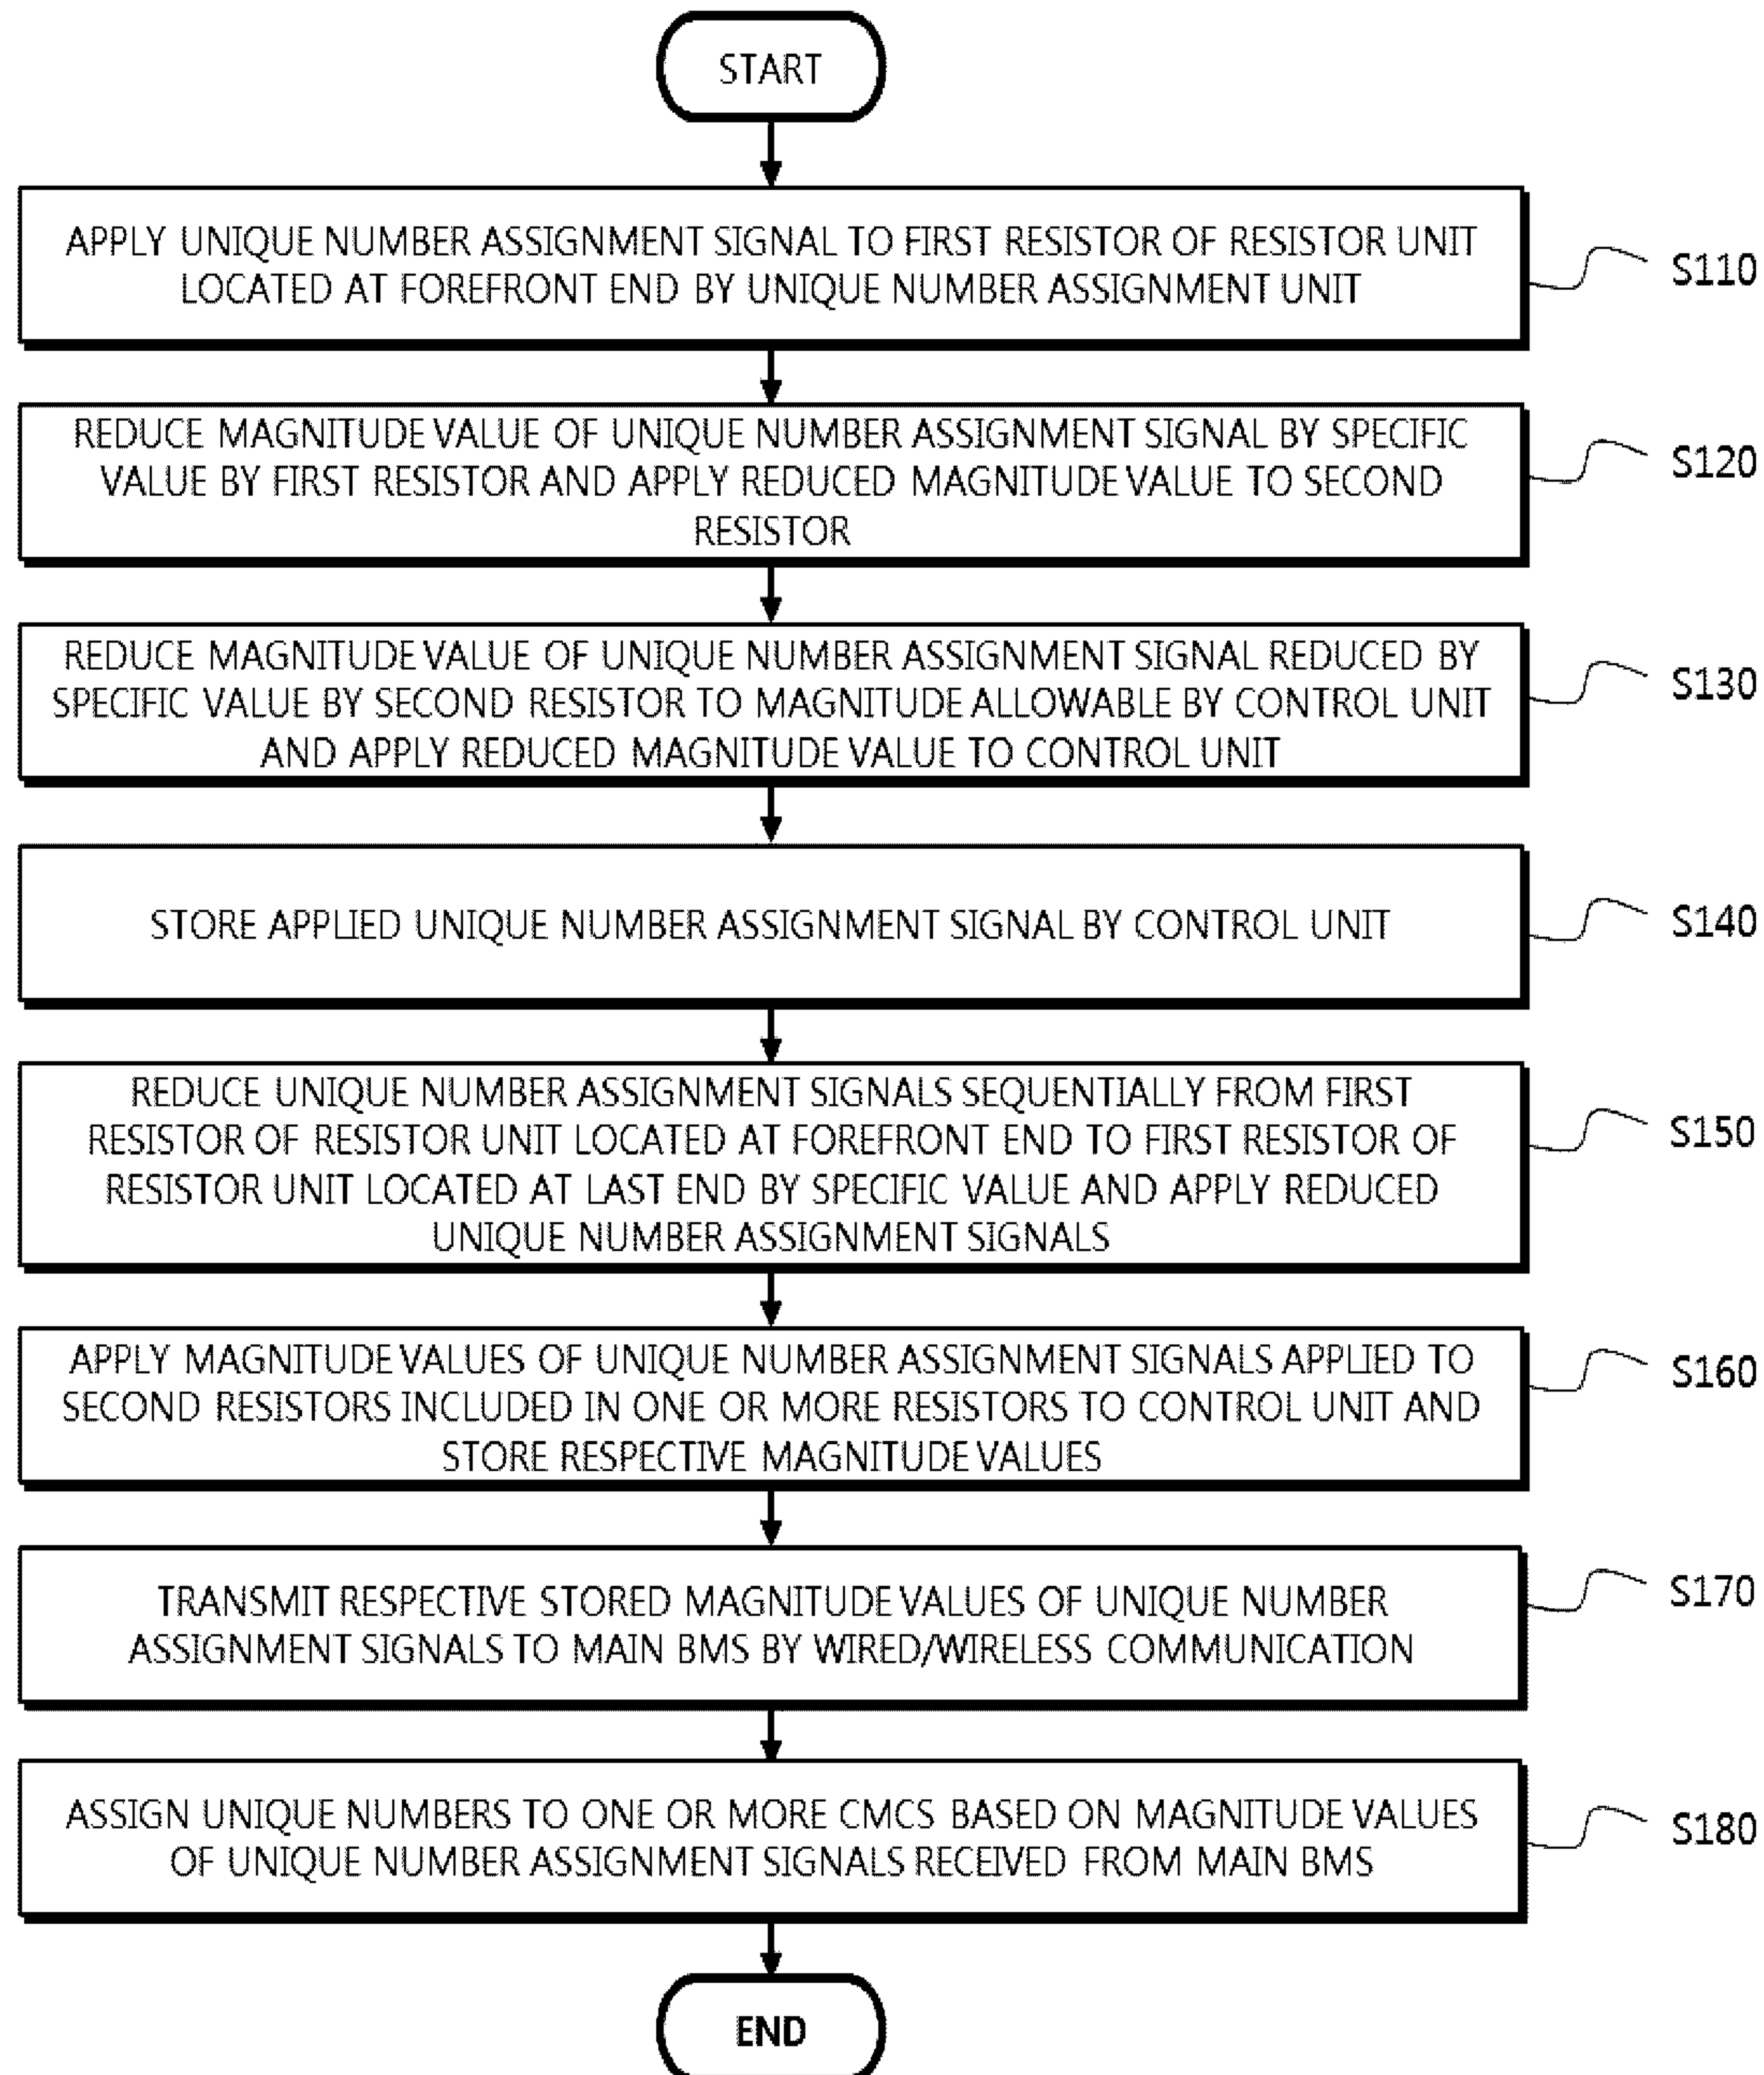 START
APPLY UNIQUE NUMBER ASSIGNMENT SIGNAL TO FIRST RESISTOR OF RESISTOR UNIT
LOCATED AT FOREFRONT END BY UNIQUE NUMBER ASSIGNMENT UNIT
S110
REDUCE MAGNITUDE VALUE OF UNIQUE NUMBER ASSIGNMENT SIGNAL BY SPECIFIC
VALUE BY FIRST RESISTOR AND APPLY REDUCED MAGNITUDE VALUE TO SECOND
RESISTOR
S120
REDUCE MAGNITUDE VALUE OF UNIQUE NUMBER ASSIGNMENT SIGNAL REDUCED BY
SPECIFIC VALUE BY SECOND RESISTOR TO MAGNITUDE ALLOWABLE BY CONTROL UNIT
AND APPLY REDUCED MAGNITUDE VALUE TO CONTROL UNIT
S130
STORE APPLIED UNIQUE NUMBER ASSIGNMENT SIGNAL BY CONTROL UNIT
S140
REDUCE UNIQUE NUMBER ASSIGNMENT SIGNALS SEQUENTIALLY FROM FIRST
RESISTOR OF RESISTOR UNIT LOCATED AT FOREFRONT END TO FIRST RESISTOR OF
RESISTOR UNIT LOCATED AT LAST END BY SPECIFIC VALUE AND APPLY REDUCED
UNIQUE NUMBER ASSIGNMENT SIGNALS
S150
APPLY MAGNITUDE VALUES OF UNIQUE NUMBER ASSIGNMENT SIGNALS APPLIED TO
SECOND RESISTORS INCLUDED IN ONE OR MORE RESISTORS TO CONTROL UNIT AND
STORE RESPECTIVE MAGNITUDE VALUES
S160
TRANSMIT RESPECTIVE STORED MAGNITUDE VALUES OF UNIQUE NUMBER
ASSIGNMENT SIGNALS TO MAIN BMS BY WIRED/WIRELESS COMMUNICATION
S170
ASSIGN UNIQUE NUMBERS TO ONE OR MORE CMCS BASED ON MAGNITUDE VALUES
OF UNIQUE NUMBER ASSIGNMENT SIGNALS RECEIVED FROM MAIN BMS
S180
END